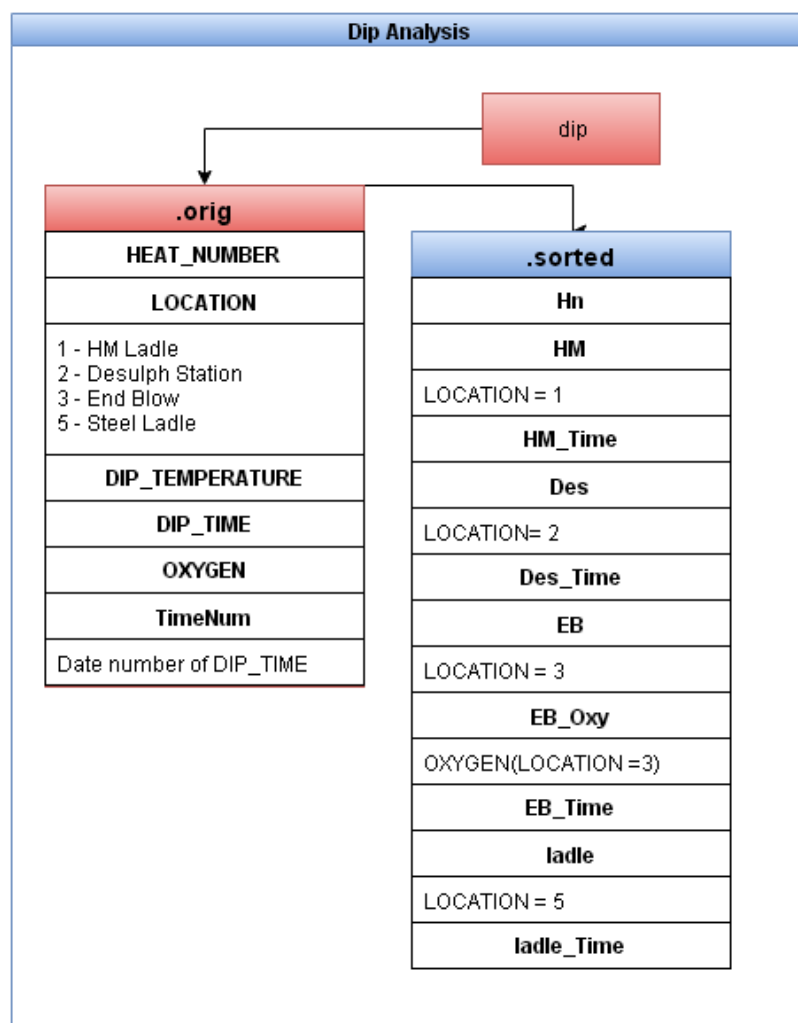 Dip Analysis
dip
.orig
HEAT_NUMBER
LOCATION
1 - HM Ladle
2 - Desulph Station
3 - End Blow
5 - Steel Ladle
DIP_TEMPERATURE
DIP_TIME
OXYGEN
TimeNum
Date number of DIP_TIME
.sorted
Hn
HM
LOCATION = 1
HM_Time
Des
LOCATION= 2
Des_Time
EB
LOCATION = 3
EB_Oxy
OXYGEN(LOCATION =3)
EB_Time
ladle
LOCATION = 5
ladle_Time